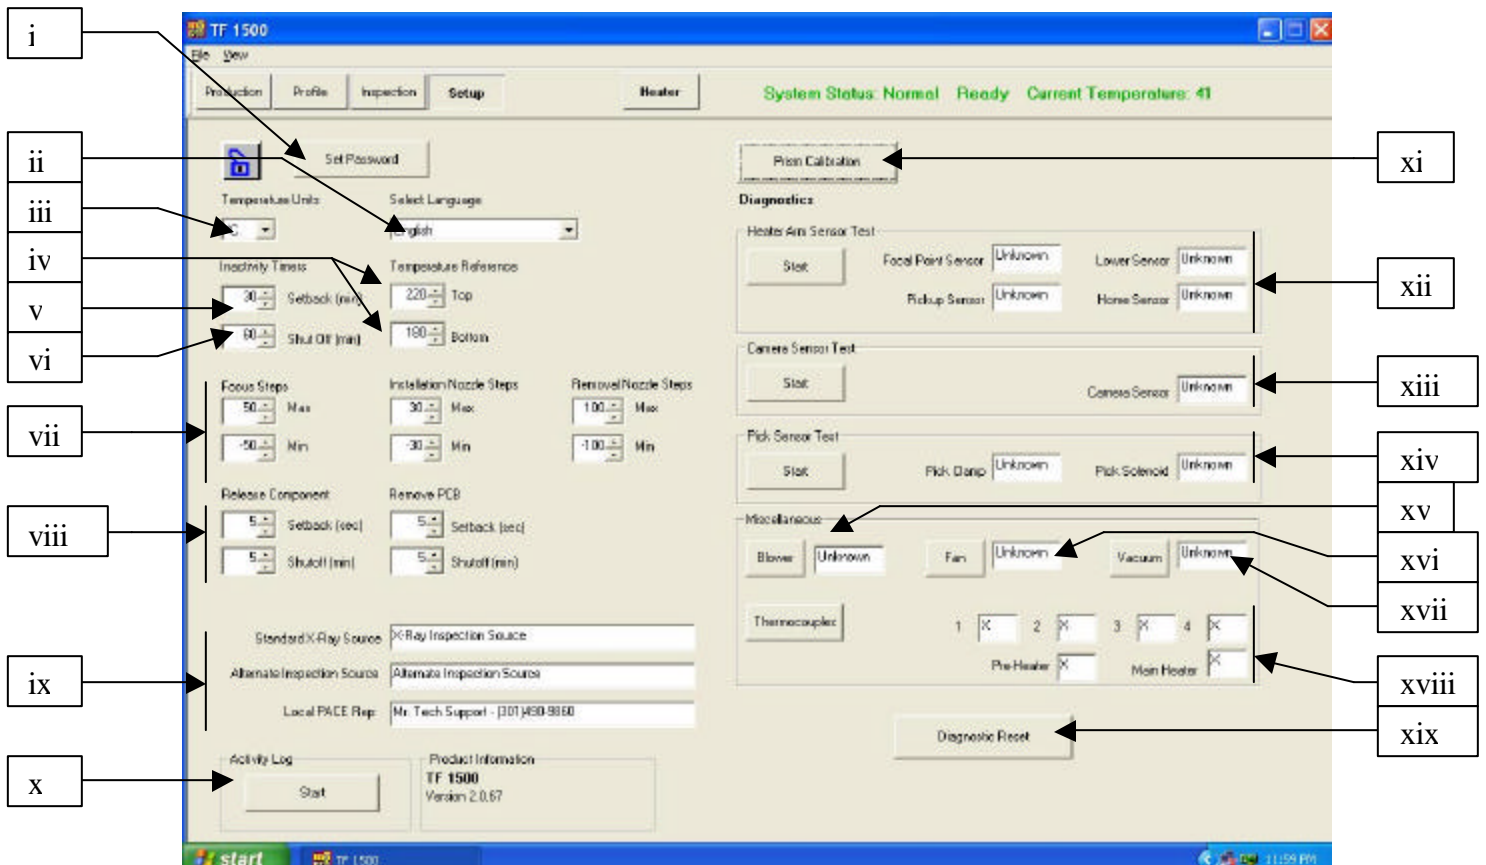 TF 1500
File View
Production Profile Inspection Setup Heater System Status: Normal Ready Current Temperature: 41
i
Set Password
Prism Calibration
xi
ii
Temperature Units Select Language
Diagnostics
iii
°C English
Heater Arm Sensor Test
Start Focal Point Sensor Unknown Lower Sensor Unknown
Pickup Sensor Unknown Home Sensor Unknown
xii
iv
Inactivity Timers Temperature Reference
v
30 Setback (min) 220 Top
vi
60 Shut Off (min) 180 Bottom
Camera Sensor Test
Start Camera Sensor Unknown
xiii
vii
Focus Steps Installation Nozzle Steps Removal Nozzle Steps
50 Max 30 Max 100 Max
-50 Min -30 Min -100 Min
Pick Sensor Test
Start Pick Clamp Unknown Pick Solenoid Unknown
xiv
viii
Release Component Remove PCB
5 Setback (sec) 5 Setback (sec)
5 Shutoff (min) 5 Shutoff (min)
Miscellaneous
xv
Blower Unknown Fan Unknown Vacuum Unknown
xvi
xvii
Thermocouples 1 X 2 X 3 X 4 X
Pre-Heater X Main Heater X
xviii
ix
Standard X-Ray Source X-Ray Inspection Source
Alternate Inspection Source Alternate Inspection Source
Local PACE Rep: Mr. Tech Support - (301)490-9860
Diagnostic Reset
xix
x
Activity Log
Start
Product Information
TF 1500
Version 2.0.67
start TF 1500 11:59 PM